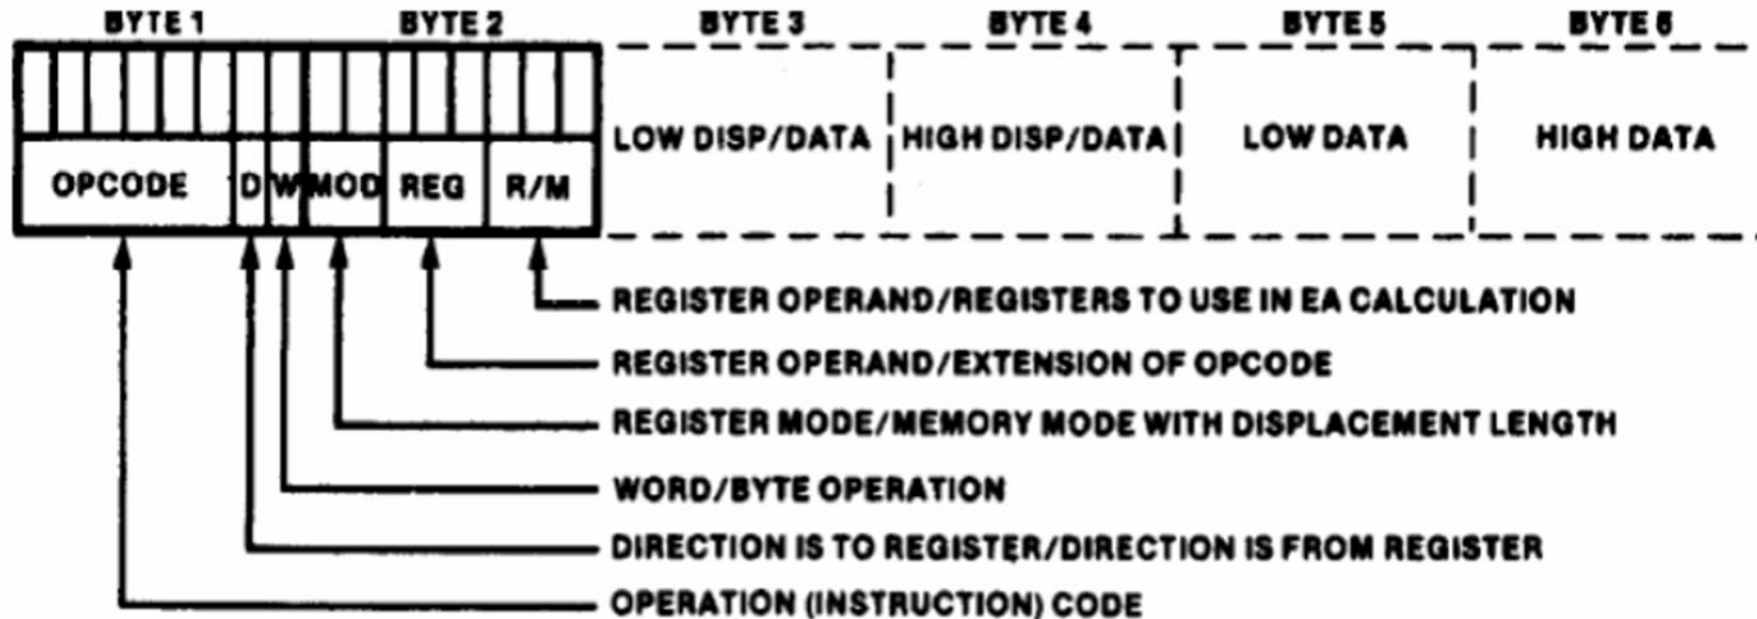 BYTE 1 BYTE 2 BYTE 3 BYTE 4 BYTE 5 BYTE 6
LOW DISP/DATA HIGH DISP/DATA LOW DATA HIGH DATA
OPCODE D W MOD REG R/M
REGISTER OPERAND/REGISTERS TO USE IN EA CALCULATION
REGISTER OPERAND/EXTENSION OF OPCODE
REGISTER MODE/MEMORY MODE WITH DISPLACEMENT LENGTH
WORD/BYTE OPERATION
DIRECTION IS TO REGISTER/DIRECTION IS FROM REGISTER
OPERATION (INSTRUCTION) CODE